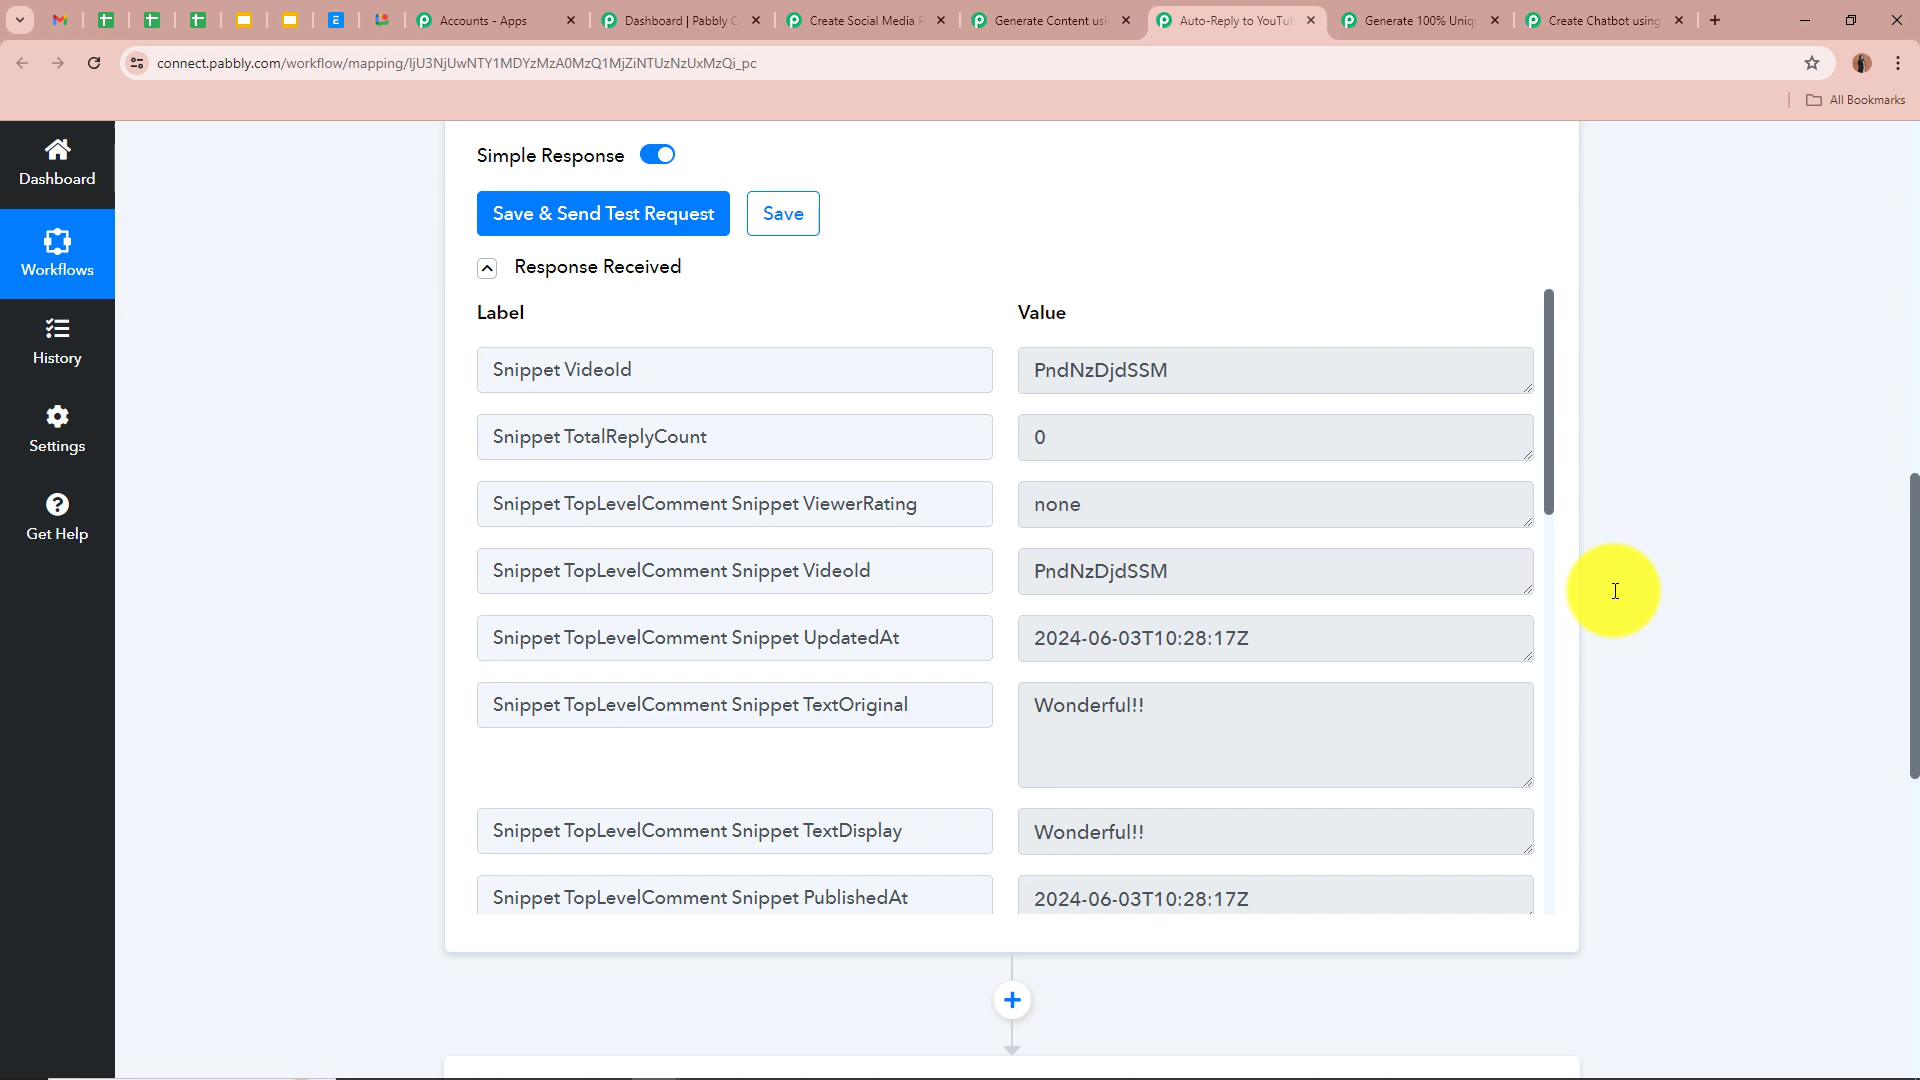 Accounts - Apps
Dashboard | Pabbly C
Create Social Media P
Generate Content usi
Auto-Reply to YouTub
Generate 100% Uniqu
Create Chatbot using
connect.pabbly.com/workflow/mapping/IjU3NjUwNTY1MDYzMzA0MzQ1MjZiNTUzNzUxMzQi_pc
All Bookmarks
Dashboard
Workflows
History
Settings
Get Help
Simple Response
Save & Send Test Request
Save
Response Received
Label
Value
Snippet VideoId
PndNzDjdSSM
Snippet TotalReplyCount
0
Snippet TopLevelComment Snippet ViewerRating
none
Snippet TopLevelComment Snippet VideoId
PndNzDjdSSM
Snippet TopLevelComment Snippet UpdatedAt
2024-06-03T10:28:17Z
Snippet TopLevelComment Snippet TextOriginal
Wonderful!!
Snippet TopLevelComment Snippet TextDisplay
Wonderful!!
Snippet TopLevelComment Snippet PublishedAt
2024-06-03T10:28:17Z